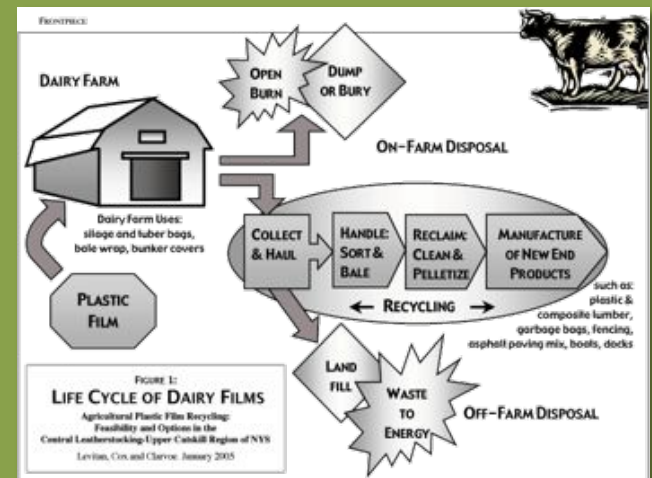 FRONTPIECE:
DAIRY FARM
OPEN
BURN
DUMP
OR BURY
ON-FARM DISPOSAL
Dairy Farm Uses:
silage and tuber bags,
bale wrap, bunker covers
COLLECT
& HAUL
HANDLE:
SORT &
BALE
RECLAIM:
CLEAN &
PELLETIZE
MANUFACTURE
OF NEW END
PRODUCTS
RECYCLING
such as:
plastic &
composite lumber,
garbage bags, fencing,
asphalt paving mix, boats, docks
PLASTIC
FILM
LAND
FILL
WASTE
TO
ENERGY
OFF-FARM DISPOSAL
FIGURE 1:
LIFE CYCLE OF DAIRY FILMS
Agricultural Plastic Film Recycling:
Feasibility and Options in the
Central Leatherstocking-Upper Catskill Region of NYS
Levitan, Cox and Clarvoe. January 2005